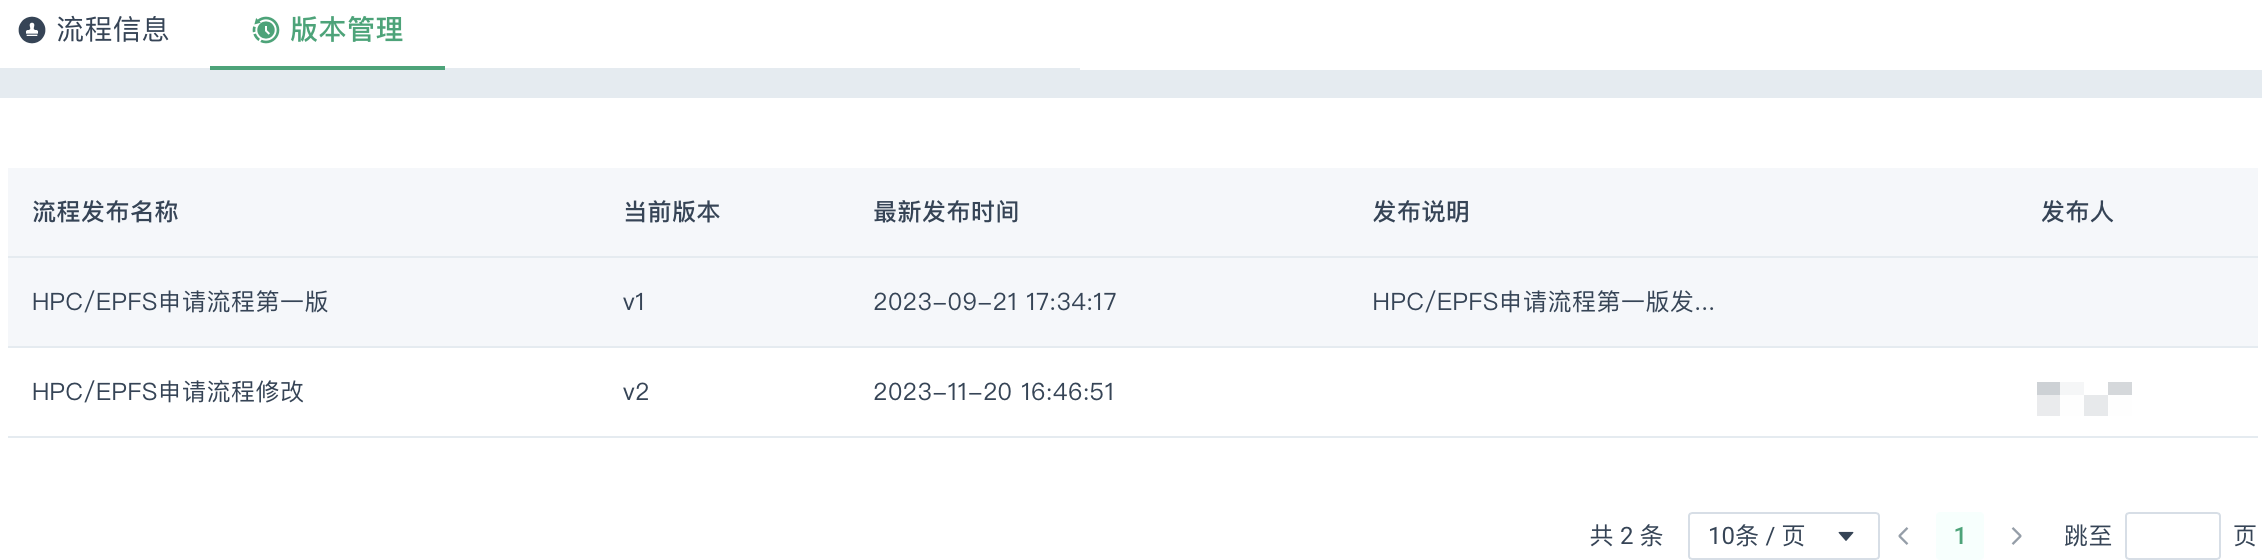 流程信息 版本管理
流程发布名称 当前版本 最新发布时间 发布说明 发布人
HPC/EPFS申请流程第一版 v1 2023-09-21 17:34:17 HPC/EPFS申请流程第一版发...
HPC/EPFS申请流程修改 v2 2023-11-20 16:46:51
共 2 条 10条 / 页 1 跳至 页